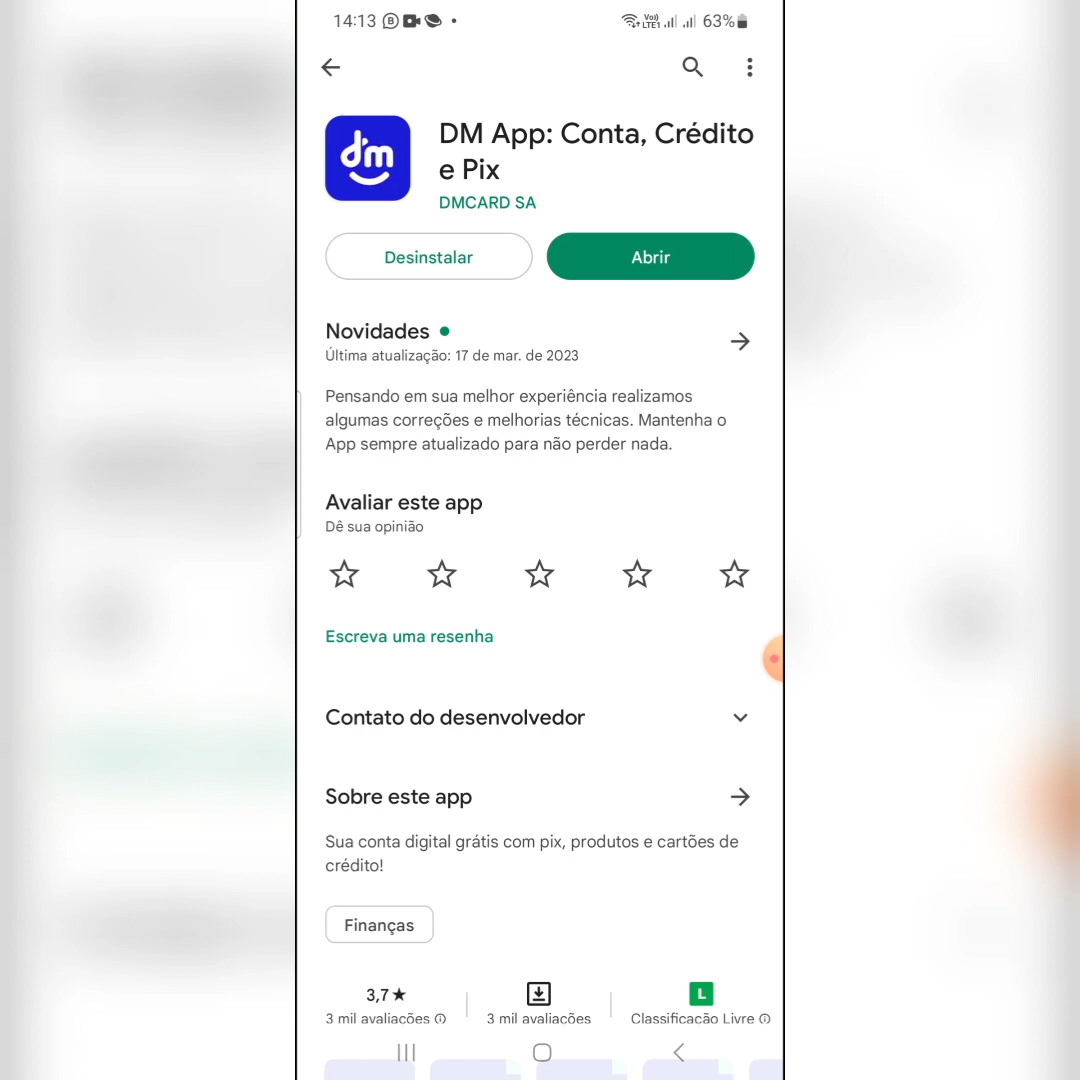 14:13 B Vo)) LTE1 63%
dm
DM App: Conta, Crédito
e Pix
DMCARD SA
Desinstalar
Abrir
Novidades
Última atualização: 17 de mar. de 2023
Pensando em sua melhor experiência realizamos
algumas correções e melhorias técnicas. Mantenha o
App sempre atualizado para não perder nada.
Avaliar este app
Dê sua opinião
Escreva uma resenha
Contato do desenvolvedor
Sobre este app
Sua conta digital grátis com pix, produtos e cartões de
crédito!
Finanças
3,7★
L
3 mil avaliações
3 mil avaliações
Classificação Livre